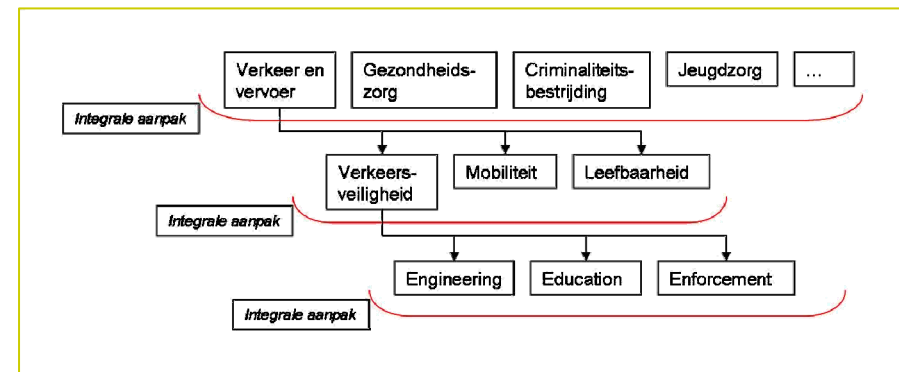 Verkeer en
vervoer
Gezondheids-
zorg
Criminaliteits-
bestrijding
Jeugdzorg
...
Integrale aanpak
Verkeers-
veiligheid
Mobiliteit
Leefbaarheid
Integrale aanpak
Engineering
Education
Enforcement
Integrale aanpak